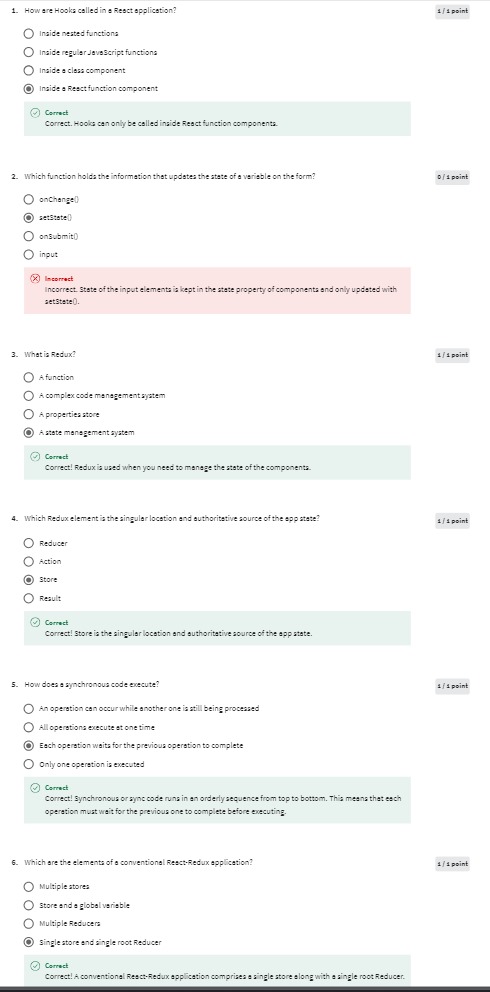 1. How are Hooks called in a React application?
1 / 1 point
Inside nested functions
Inside regular JavaScript functions
Inside a class component
Inside a React function component
Correct
Correct. Hooks can only be called inside React function components.
2. Which function holds the information that updates the state of a variable on the form?
0 / 1 point
onChange()
setState()
onSubmit()
input
Incorrect
Incorrect. State of the input elements is kept in the state property of components and only updated with
setState().
3. What is Redux?
1 / 1 point
A function
A complex code management system
A properties store
A state management system
Correct
Correct! Redux is used when you need to manage the state of the components.
4. Which Redux element is the singular location and authoritative source of the app state?
1 / 1 point
Reducer
Action
Store
Result
Correct
Correct! Store is the singular location and authoritative source of the app state.
5. How does a synchronous code execute?
1 / 1 point
An operation can occur while another one is still being processed
All operations execute at one time
Each operation waits for the previous operation to complete
Only one operation is executed
Correct
Correct! Synchronous or sync code runs in an orderly sequence from top to bottom. This means that each
operation must wait for the previous one to complete before executing.
6. Which are the elements of a conventional React-Redux application?
1 / 1 point
Multiple stores
Store and a global variable
Multiple Reducers
Single store and single root Reducer
Correct
Correct! A conventional React-Redux application comprises a single store along with a single root Reducer.